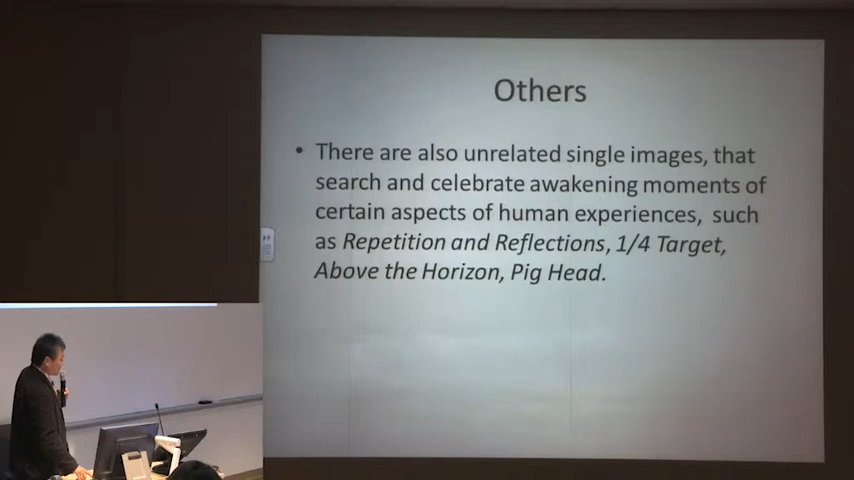 Others
• There are also unrelated single images, that
search and celebrate awakening moments of
certain aspects of human experiences, such
as Repetition and Reflections, 1/4 Target,
Above the Horizon, Pig Head.